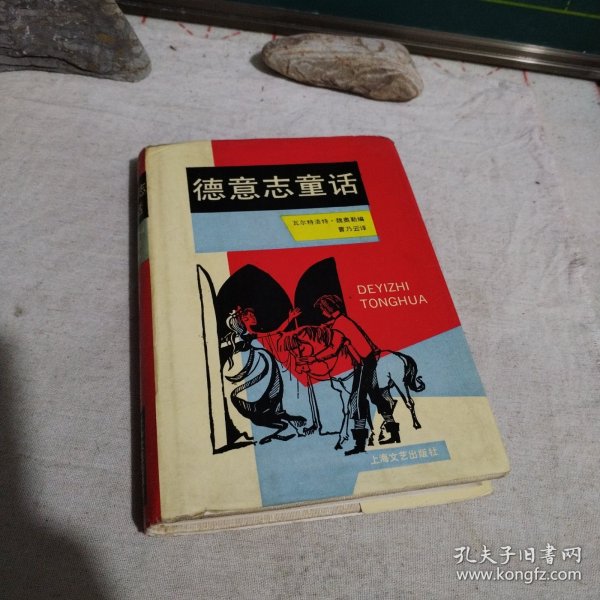 德意志童话
瓦尔特洛特·魏奥勒编
曹乃云译
DEYIZHI
TONGHUA
上海文艺出版社
孔夫子旧书网
www.kongfz.com